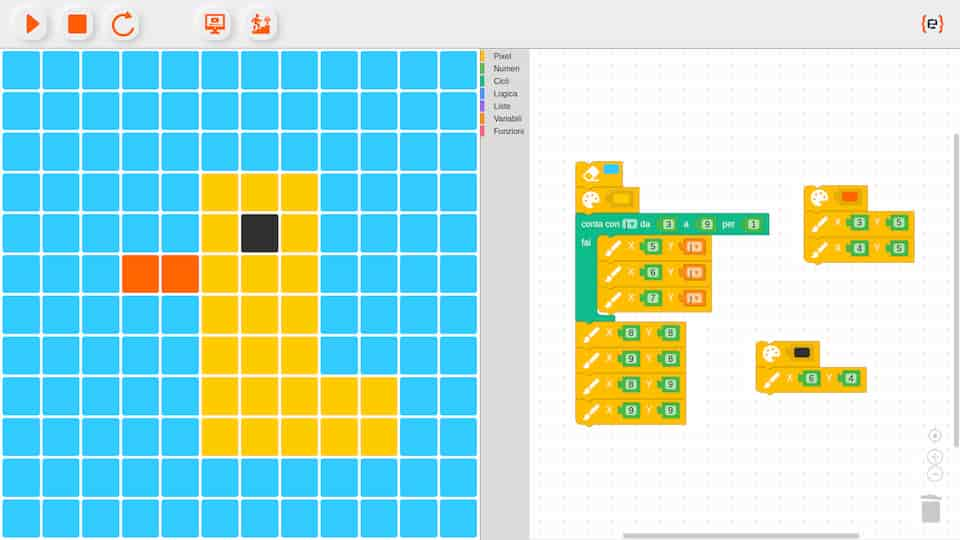 {e}
Pixel
Numeri
Cicli
Logica
Liste
Variabili
Funzioni
conta con i da 3 a 9 per 1
fai
X 5 Y i
X 6 Y i
X 7 Y i
X 8 Y 8
X 9 Y 8
X 8 Y 9
X 9 Y 9
X 3 Y 5
X 4 Y 5
X 6 Y 4